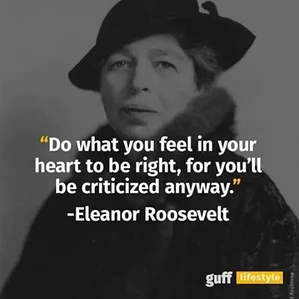 “Do what you feel in your
heart to be right, for you’ll
be criticized anyway.”
-Eleanor Roosevelt
guff lifestyle